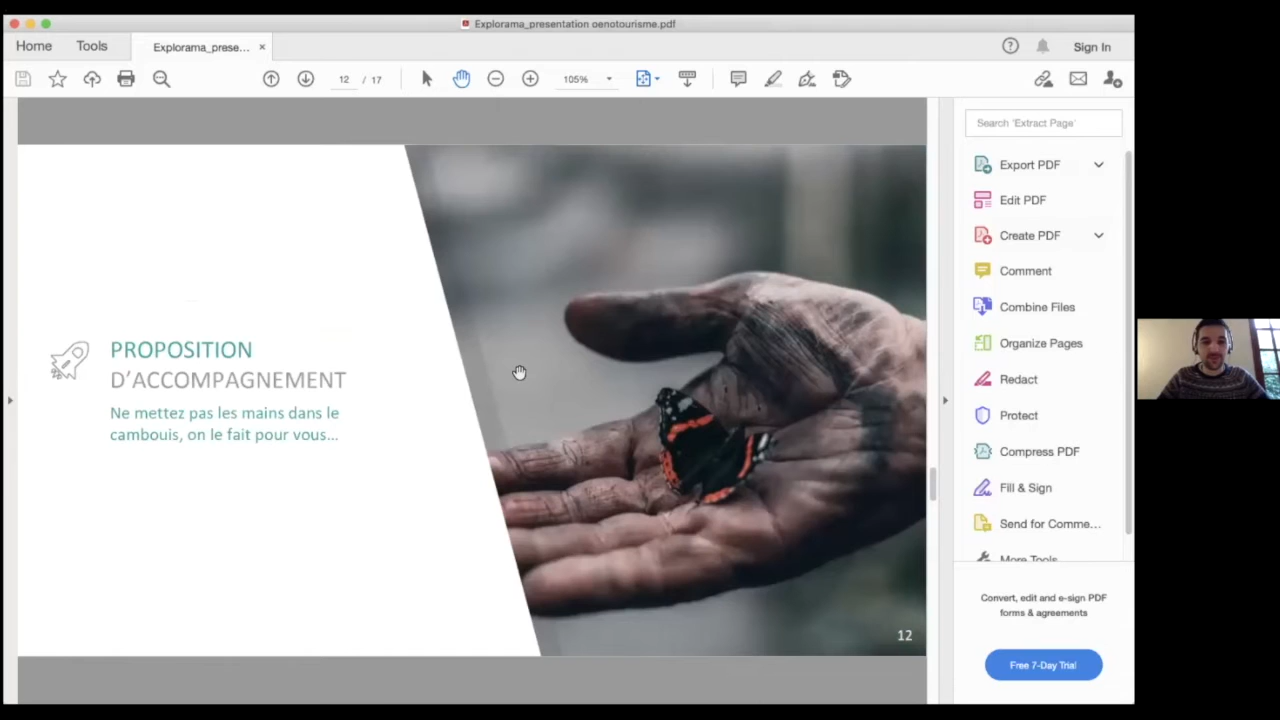 Explorama_presentation oenotourisme.pdf
Home Tools Explorama_prese... × Sign In
12 / 17 105%
Search 'Extract Page'
Export PDF
Edit PDF
Create PDF
Comment
Combine Files
Organize Pages
Redact
Protect
Compress PDF
Fill & Sign
Send for Comme...
More Tools
Convert, edit and e-sign PDF
forms & agreements
Free 7-Day Trial
PROPOSITION
D’ACCOMPAGNEMENT
Ne mettez pas les mains dans le
cambouis, on le fait pour vous...
12